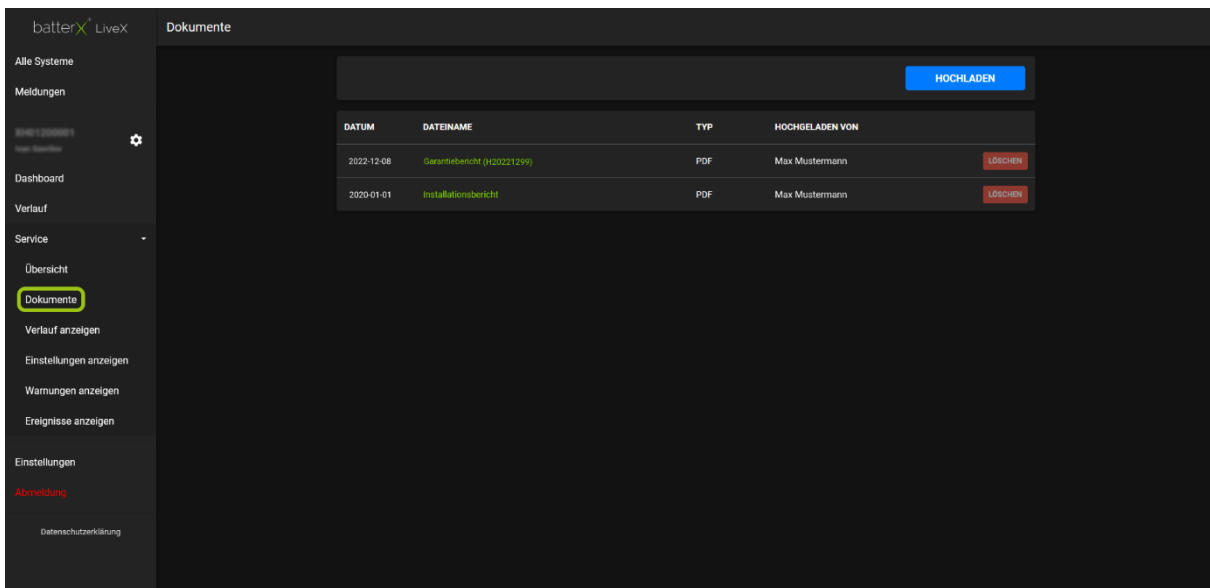 batterX LiveX
Dokumente
Alle Systeme
Meldungen
Dashboard
Verlauf
Service
Übersicht
Dokumente
Verlauf anzeigen
Einstellungen anzeigen
Warnungen anzeigen
Ereignisse anzeigen
Einstellungen
Abmeldung
Datenschutzerklärung
HOCHLADEN
DATUM DATEINAME TYP HOCHGELADEN VON
2022-12-08 Garantiebericht (H20221299) PDF Max Mustermann LÖSCHEN
2020-01-01 Installationsbericht PDF Max Mustermann LÖSCHEN